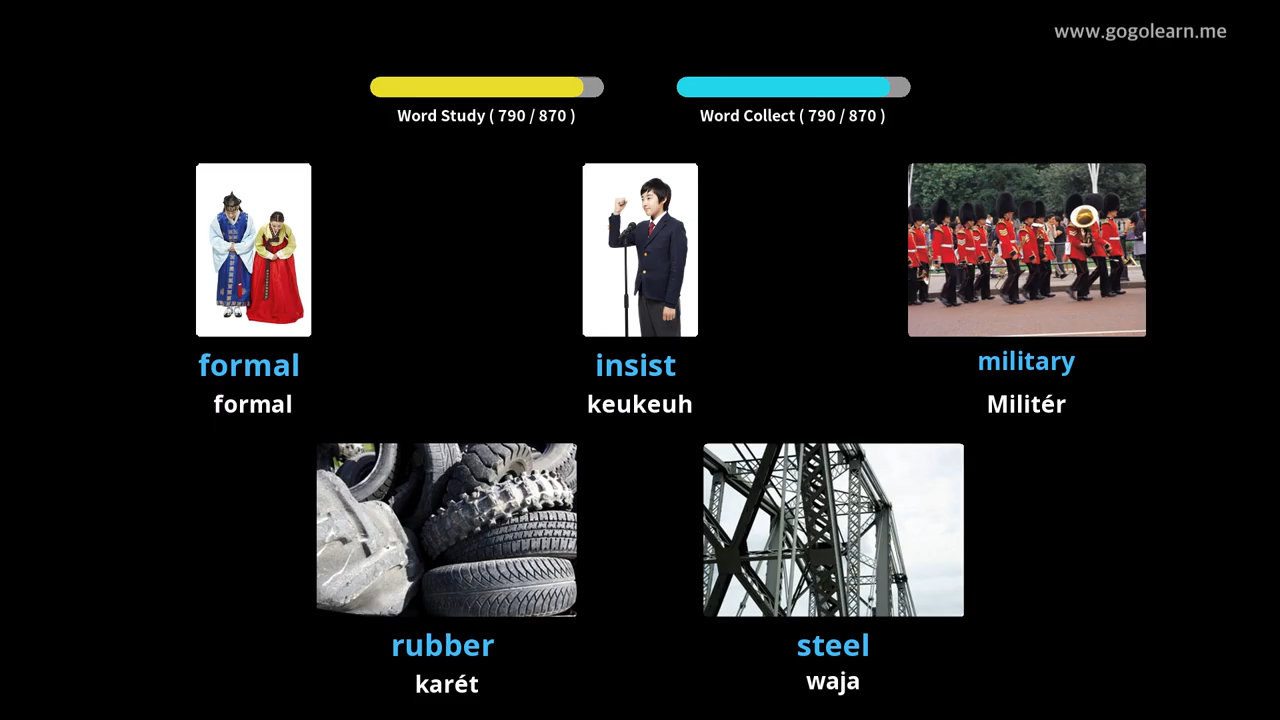 www.gogolearn.me
Word Study ( 790 / 870 )
Word Collect ( 790 / 870 )
formal
formal
insist
keukeuh
military
Militér
rubber
karét
steel
waja